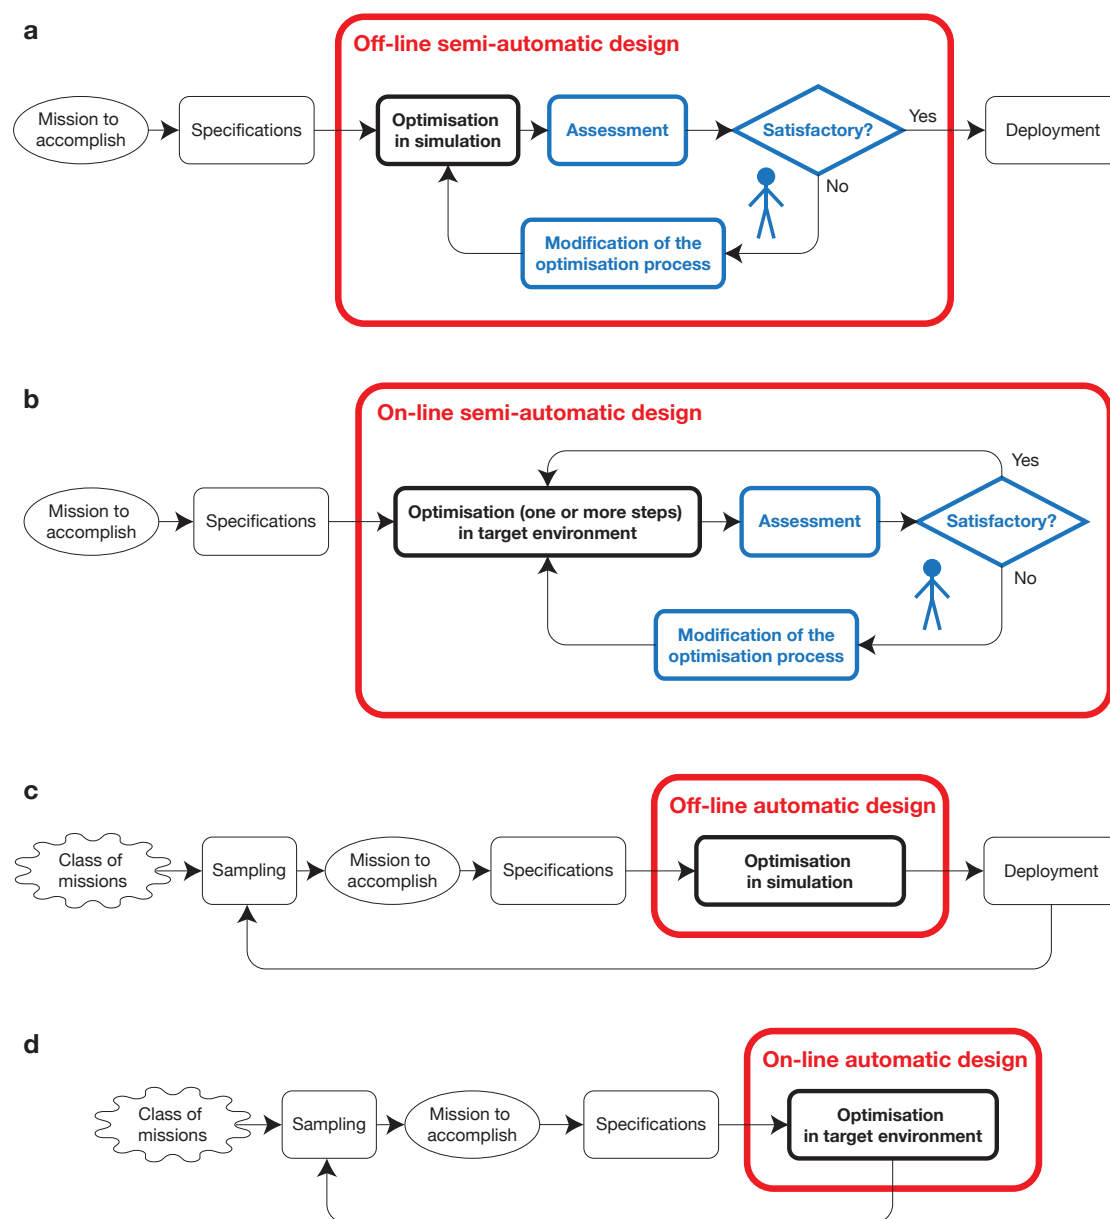 a
Off-line semi-automatic design
Mission to
accomplish
Specifications
Optimisation
in simulation
Assessment
Satisfactory?
Yes
Deployment
No
Modification of the
optimisation process
b
On-line semi-automatic design
Yes
Mission to
accomplish
Specifications
Optimisation (one or more steps)
in target environment
Assessment
Satisfactory?
No
Modification of the
optimisation process
c
Off-line automatic design
Class of
missions
Sampling
Mission to
accomplish
Specifications
Optimisation
in simulation
Deployment
d
On-line automatic design
Class of
missions
Sampling
Mission to
accomplish
Specifications
Optimisation
in target environment